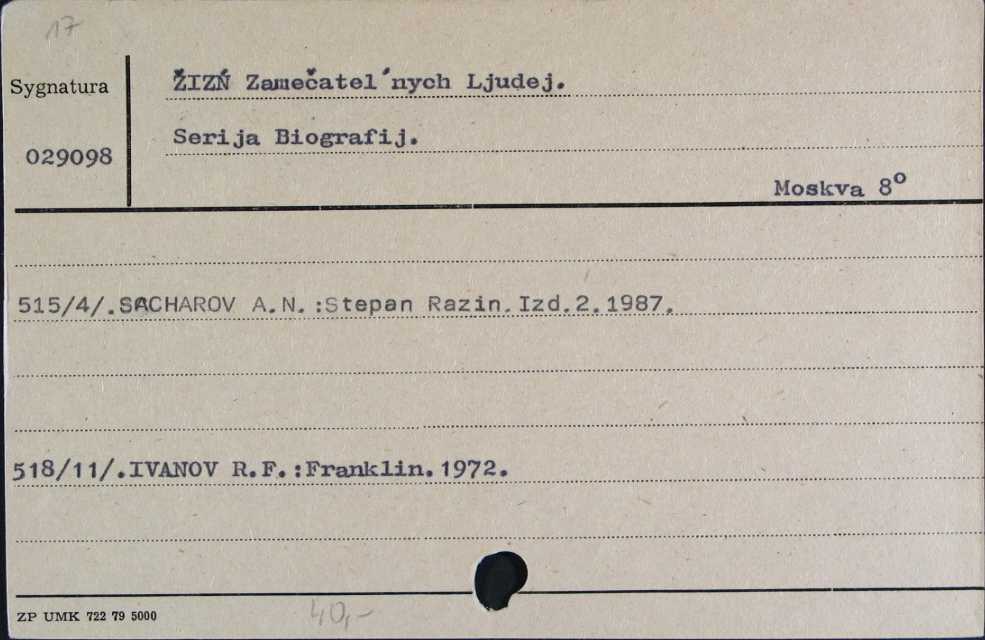 17
Sygnatura
ŽIZŃ Zamečatel´nych Ljudej.
Serija Biografij.
029098
Moskva 8°
515/4/.SACHAROV A.N.:Stepan Razin.Izd.2.1987.
518/11/.IVANOV R.F.:Franklin.1972.
ZP UMK 722 79 5000
40,-